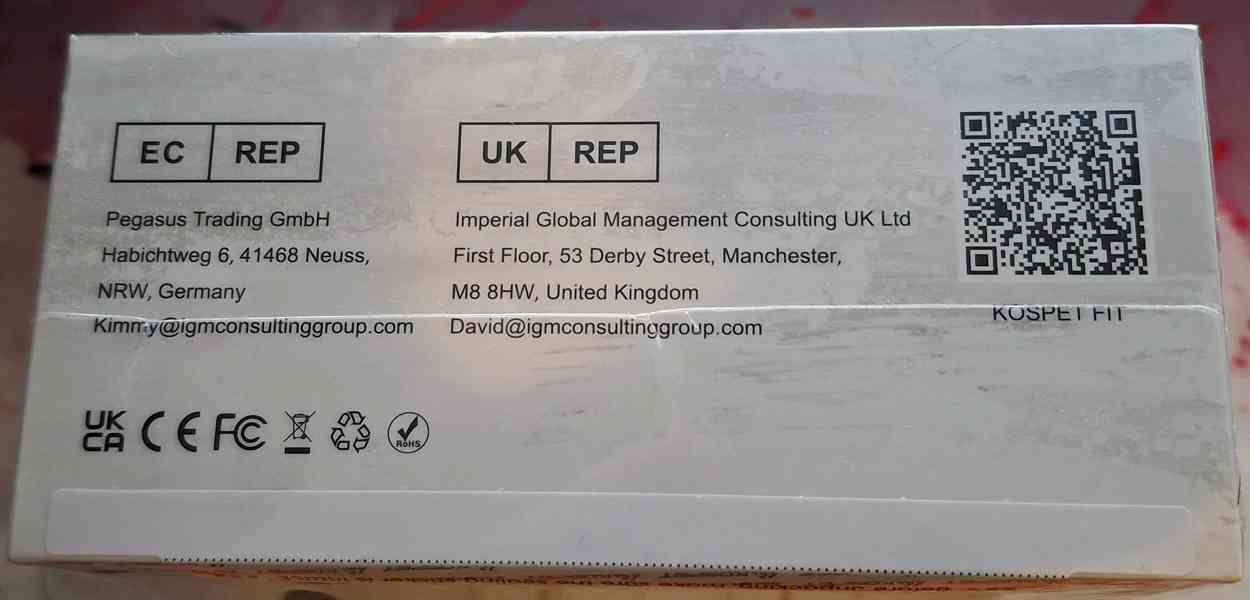 EC REP
Pegasus Trading GmbH
Habichtweg 6, 41468 Neuss,
NRW, Germany
Kimmy@igmconsultinggroup.com
UK REP
Imperial Global Management Consulting UK Ltd
First Floor, 53 Derby Street, Manchester,
M8 8HW, United Kingdom
David@igmconsultinggroup.com
KOSPET FIT
UK
CA CE FC RoHS